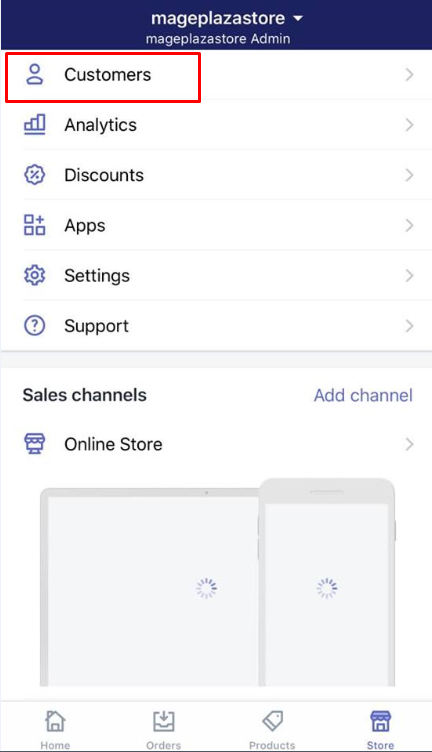 mageplazastore
mageplazastore Admin
Customers
Analytics
Discounts
Apps
Settings
Support
Sales channels Add channel
Online Store
Home Orders Products Store